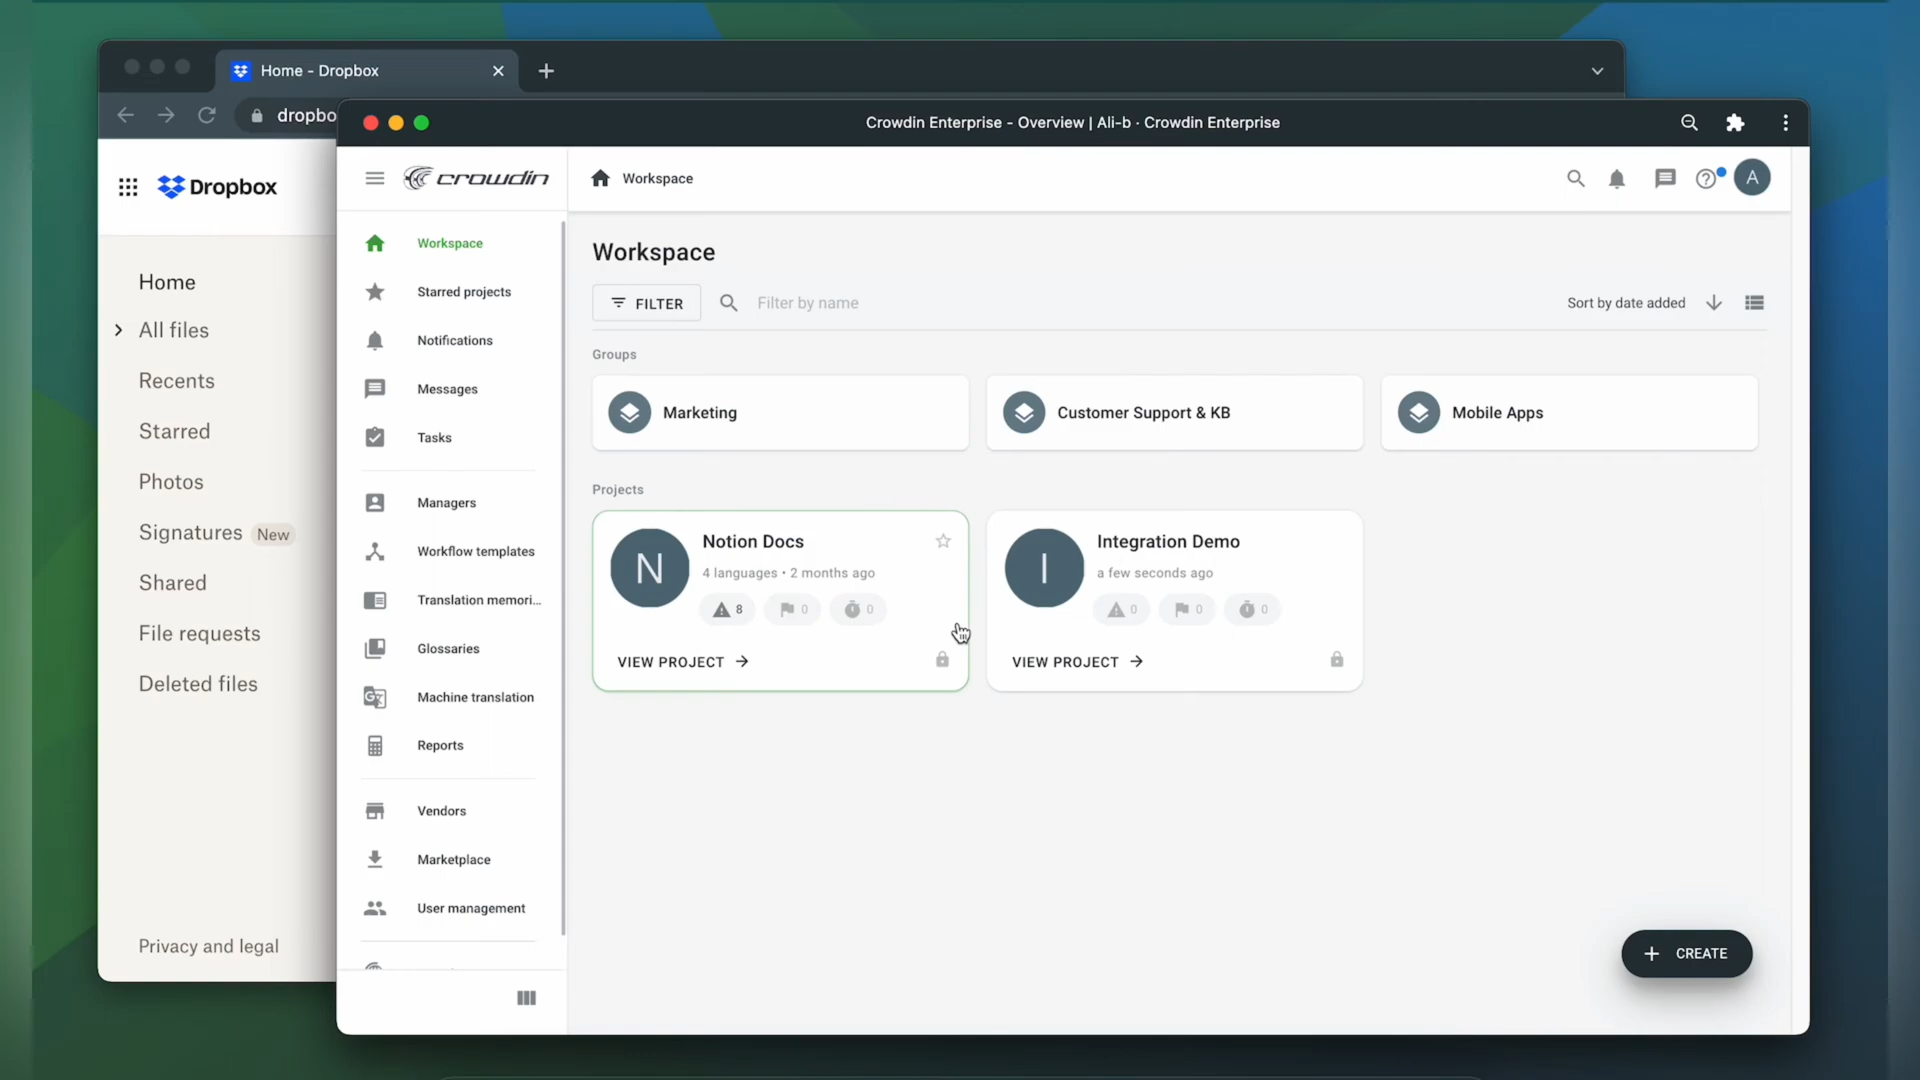 Home - Dropbox
dropbo
Crowdin Enterprise - Overview | Ali-b · Crowdin Enterprise
Dropbox
Home
All files
Recents
Starred
Photos
Signatures New
Shared
File requests
Deleted files
Privacy and legal
crowdin
Workspace
A
Workspace
Starred projects
Notifications
Messages
Tasks
Managers
Workflow templates
Translation memori...
Glossaries
Machine translation
Reports
Vendors
Marketplace
User management
Workspace
FILTER
Filter by name
Sort by date added
Groups
Marketing
Customer Support & KB
Mobile Apps
Projects
N
Notion Docs
4 languages • 2 months ago
8 0 0
VIEW PROJECT
I
Integration Demo
a few seconds ago
0 0 0
VIEW PROJECT
CREATE